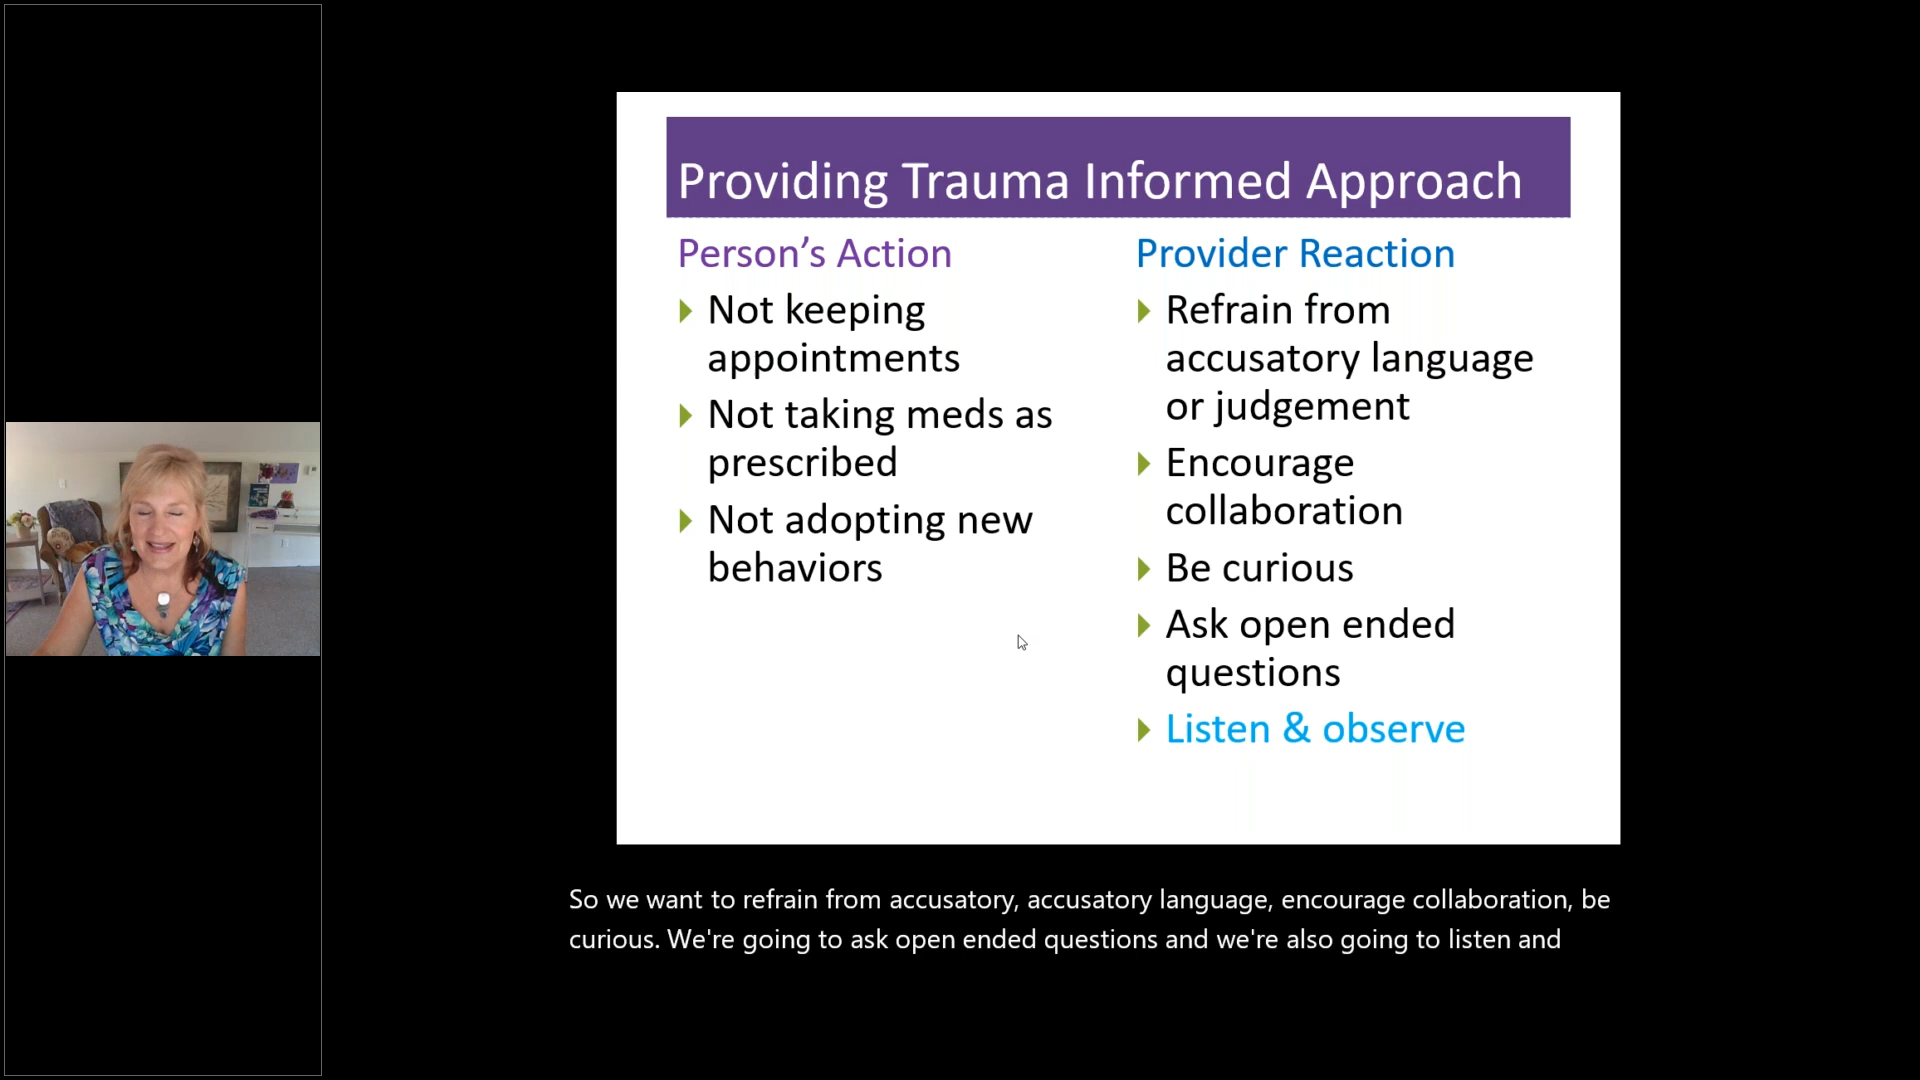 Providing Trauma Informed Approach
Person’s Action
Not keeping
appointments
Not taking meds as
prescribed
Not adopting new
behaviors
Provider Reaction
Refrain from
accusatory language
or judgement
Encourage
collaboration
Be curious
Ask open ended
questions
Listen & observe
So we want to refrain from accusatory, accusatory language, encourage collaboration, be
curious. We're going to ask open ended questions and we're also going to listen and